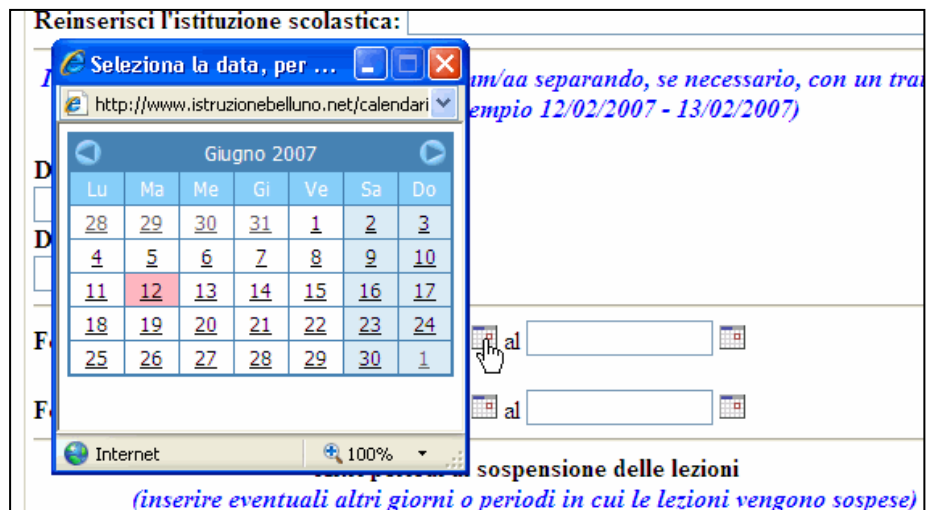 Reinserisci l'istituzione scolastica:
Seleziona la data, per ...
http://www.istruzionebelluno.net/calendari
mm/aa separando, se necessario, con un
empio 12/02/2007 - 13/02/2007)
Giugno 2007
Lu Ma Me Gi Ve Sa Do
28 29 30 31 1 2 3
4 5 6 7 8 9 10
11 12 13 14 15 16 17
18 19 20 21 22 23 24
25 26 27 28 29 30 1
al
al
Internet 100%
sospensione delle lezioni
(inserire eventuali altri giorni o periodi in cui le lezioni vengono sospese)